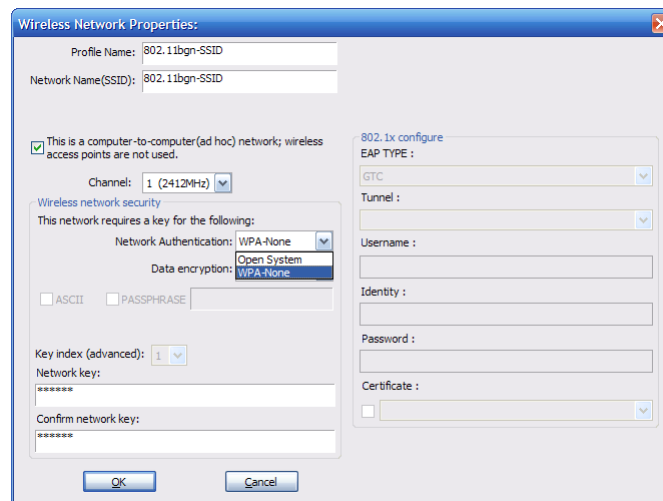 Wireless Network Properties:
Profile Name: 802.11bgn-SSID
Network Name(SSID): 802.11bgn-SSID
This is a computer-to-computer(ad hoc) network; wireless
access points are not used.
Channel: 1 (2412MHz)
Wireless network security
This network requires a key for the following:
Network Authentication: WPA-None
Open System
Data encryption: WPA-None
ASCII PASSPHRASE
Key index (advanced): 1
Network key:
******
Confirm network key:
******
OK Cancel
802.1x configure
EAP TYPE :
GTC
Tunnel :
Username :
Identity :
Password :
Certificate :